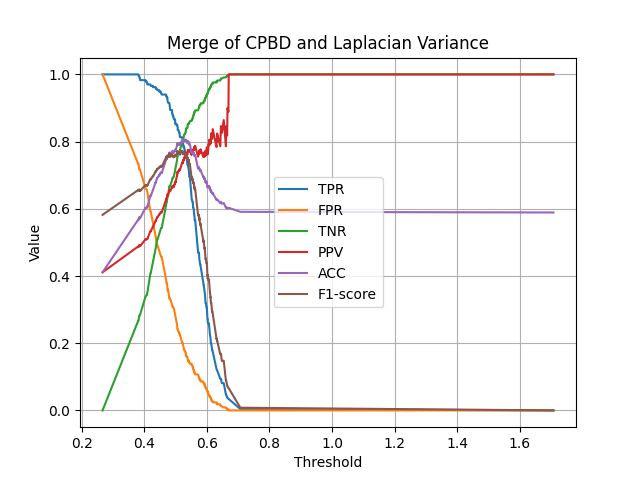 Merge of CPBD and Laplacian Variance
1.0
0.8
0.6
0.4
0.2
0.0
Value
TPR
FPR
TNR
PPV
ACC
F1-score
0.2 0.4 0.6 0.8 1.0 1.2 1.4 1.6
Threshold